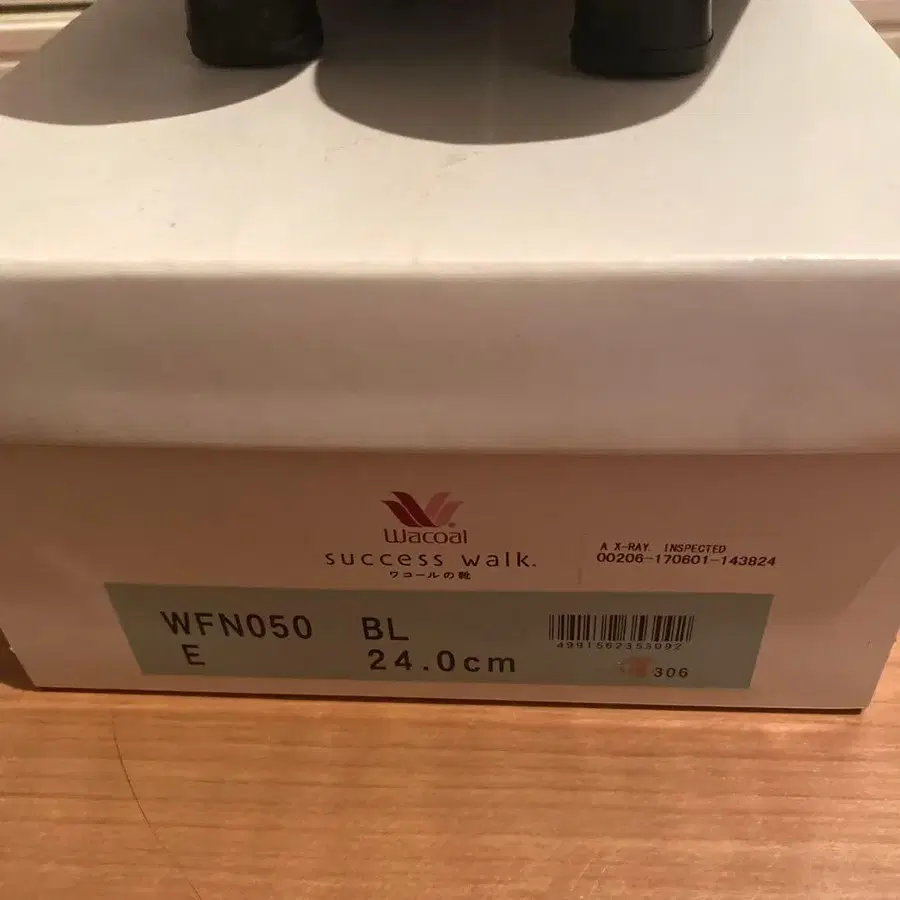 Wacoal
success walk.
ワコールの靴
A X-RAY. INSPECTED
00206-170601-143824
WFN050 BL
E 24.0cm
306